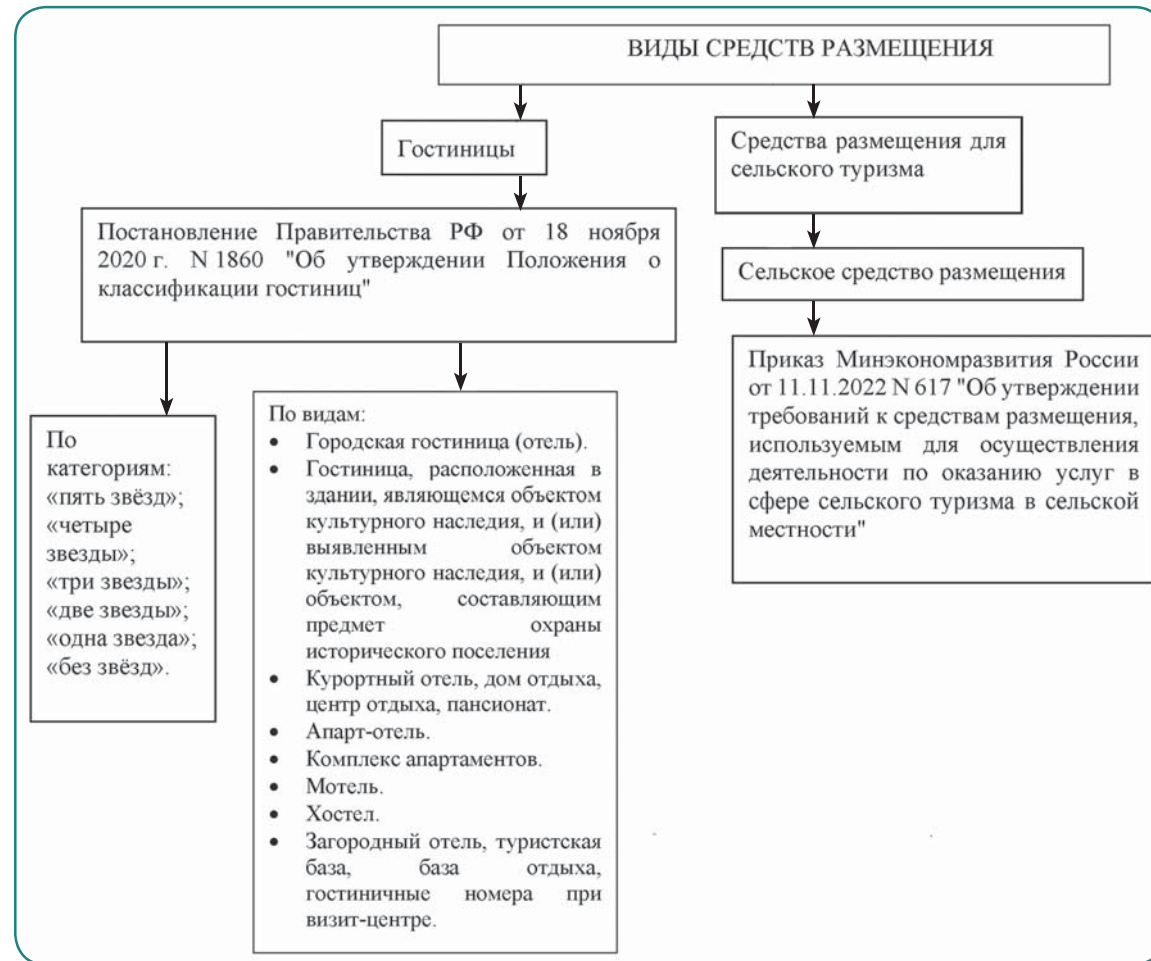 ВИДЫ СРЕДСТВ РАЗМЕЩЕНИЯ
Гостиницы
Средства размещения для
сельского туризма
Постановление Правительства РФ от 18 ноября
2020 г. N 1860 "Об утверждении Положения о
классификации гостиниц"
Сельское средство размещения
Приказ Минэкономразвития России
от 11.11.2022 N 617 "Об утверждении
требований к средствам размещения,
используемым для осуществления
деятельности по оказанию услуг в
сфере сельского туризма в сельской
местности"
По
категориям:
«пять звёзд»;
«четыре
звезды»;
«три звезды»;
«две звезды»;
«одна звезда»;
«без звёзд».
По видам:
• Городская гостиница (отель).
• Гостиница, расположенная в
здании, являющемся объектом
культурного наследия, и (или)
выявленным объектом
культурного наследия, и (или)
объектом, составляющим
предмет охраны
исторического поселения
• Курортный отель, дом отдыха,
центр отдыха, пансионат.
• Апарт-отель.
• Комплекс апартаментов.
• Мотель.
• Хостел.
• Загородный отель, туристская
база, база отдыха,
гостиничные номера при
визит-центре.